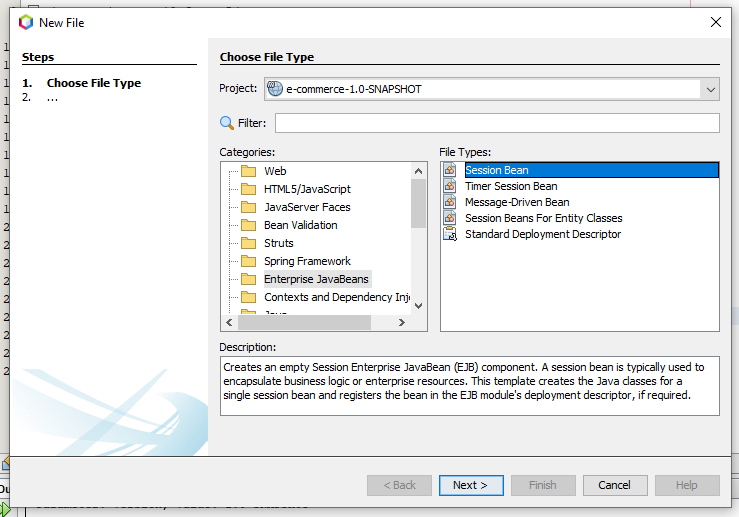 New File
Steps
1. Choose File Type
2. ...
Choose File Type
Project: e-commerce-1.0-SNAPSHOT
Filter:
Categories:
Web
HTML5/JavaScript
JavaServer Faces
Bean Validation
Struts
Spring Framework
Enterprise JavaBeans
Contexts and Dependency Inje
File Types:
Session Bean
Timer Session Bean
Message-Driven Bean
Session Beans For Entity Classes
Standard Deployment Descriptor
Description:
Creates an empty Session Enterprise JavaBean (EJB) component. A session bean is typically used to
encapsulate business logic or enterprise resources. This template creates the Java classes for a
single session bean and registers the bean in the EJB module's deployment descriptor, if required.
< Back
Next >
Finish
Cancel
Help